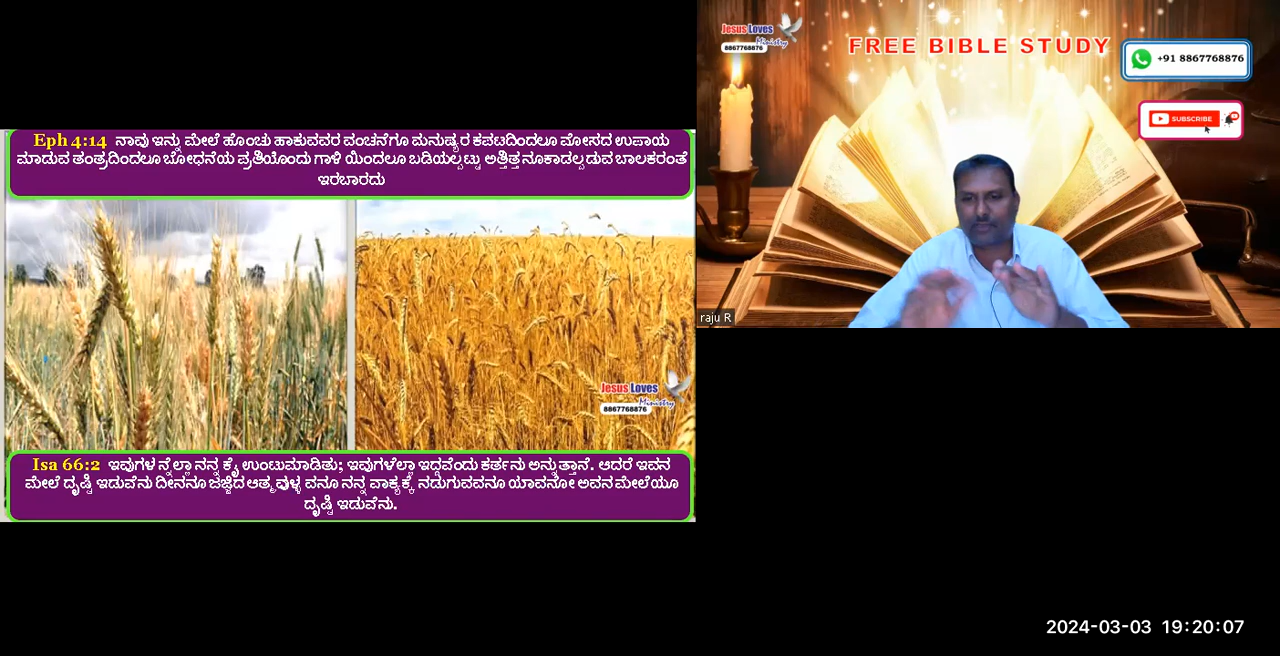 Eph 4:14 ನಾವು ಇನ್ನು ಮೇಲೆ ಹೊಂಚು ಹಾಕುವವರ ವಂಚನೆಗೂ ಮನುಷ್ಯರ ಕಪಟದಿಂದಲೂ ಮೋಸದ ಉಪಾಯ
ಮಾಡುವ ತಂತ್ರದಿಂದಲೂ ಬೋಧನೆಯ ಪ್ರತಿಯೊಂದು ಗಾಳಿ ಯಿಂದಲೂ ಬಡಿಯಲ್ಪಟ್ಟು ಅತ್ತಿತ್ತ ನೂಕಾಡಲ್ಪಡುವ ಬಾಲಕರಂತೆ
ಇರಬಾರದು
Jesus Loves
Ministry
8867768876
Isa 66:2 ಇವುಗಳ ನ್ನೆಲ್ಲಾ ನನ್ನ ಕೈ ಉಂಟುಮಾಡಿತು; ಇವುಗಳೆಲ್ಲಾ ಇದ್ದವೆಂದು ಕರ್ತನು ಅನ್ನುತ್ತಾನೆ. ಆದರೆ ಇವನ
ಮೇಲೆ ದೃಷ್ಟಿ ಇಡುವೆನು ದೀನನೂ ಜಜ್ಜಿದ ಆತ್ಮವುಳ್ಳ ವನೂ ನನ್ನ ವಾಕ್ಯಕ್ಕೆ ನಡುಗುವವನೂ ಯಾವನೋ ಅವನ ಮೇಲೆಯೂ
ದೃಷ್ಟಿ ಇಡುವೆನು.
Jesus Loves
Ministry
8867768876
FREE BIBLE STUDY
+91 8867768876
SUBSCRIBE
raju R
2024-03-03 19:20:07